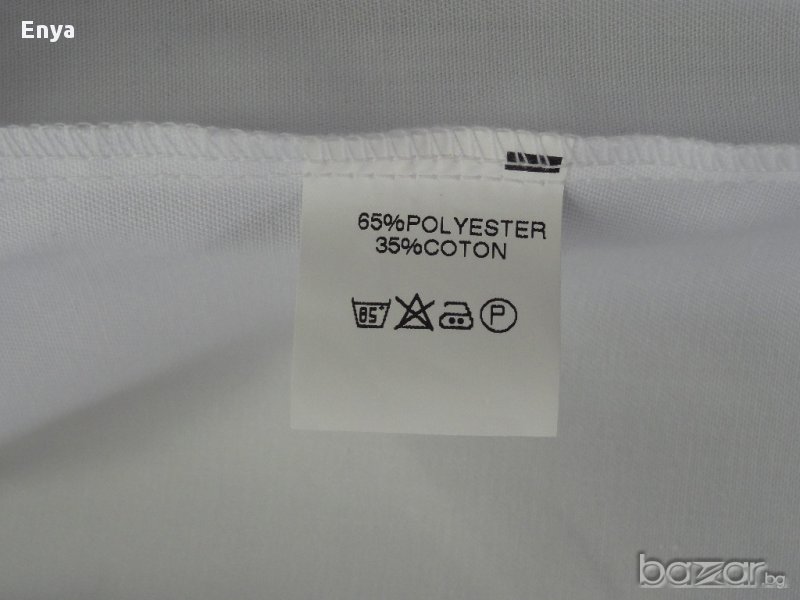 Enya
65%POLYESTER
35%COTON
85°
P
bazar.bg